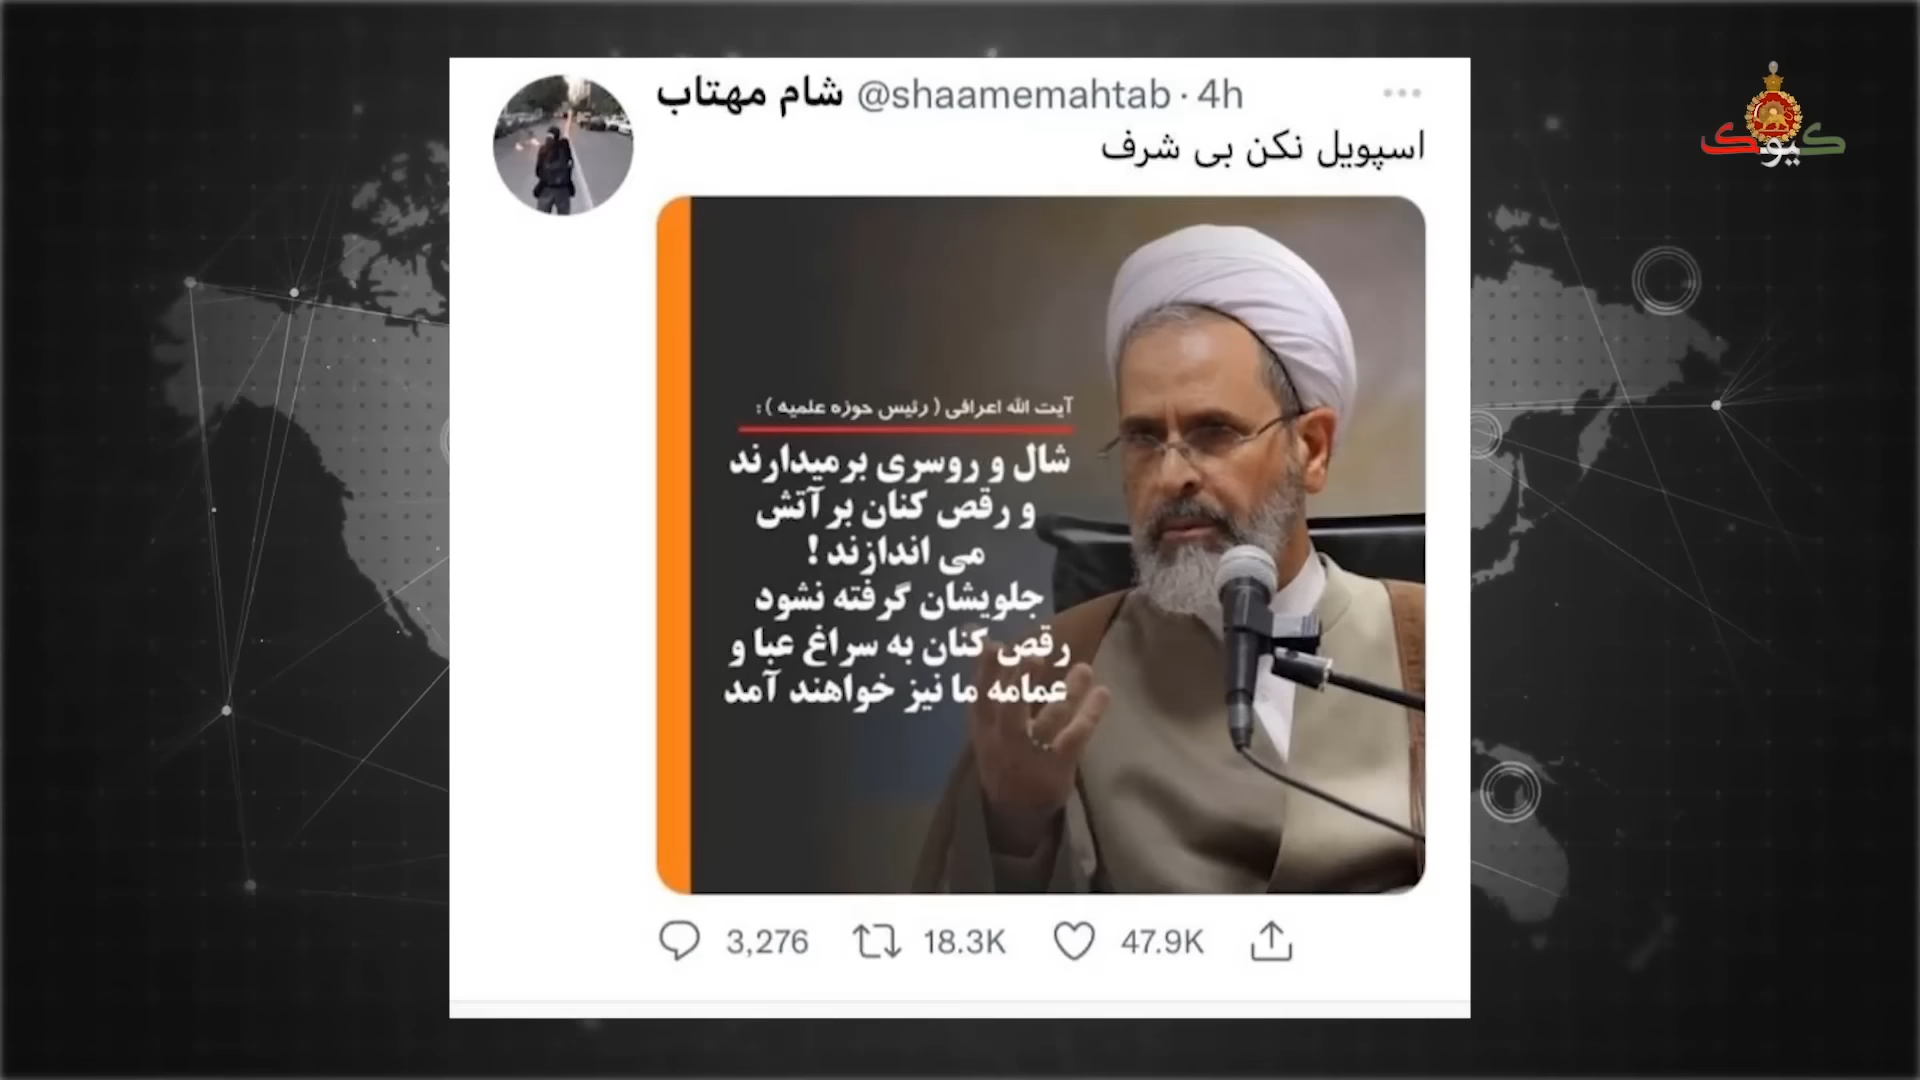 شام مهتاب @shaamemahtab · 4h
اسپویل نکن بی شرف
آیت الله اعرافی ( رئیس حوزه علمیه ) :
شال و روسری برمیدارند
و رقص کنان بر آتش
می اندازند !
جلویشان گرفته نشود
رقص کنان به سراغ عبا و
عمامه ما نیز خواهند آمد
3,276 18.3K 47.9K
کیوک